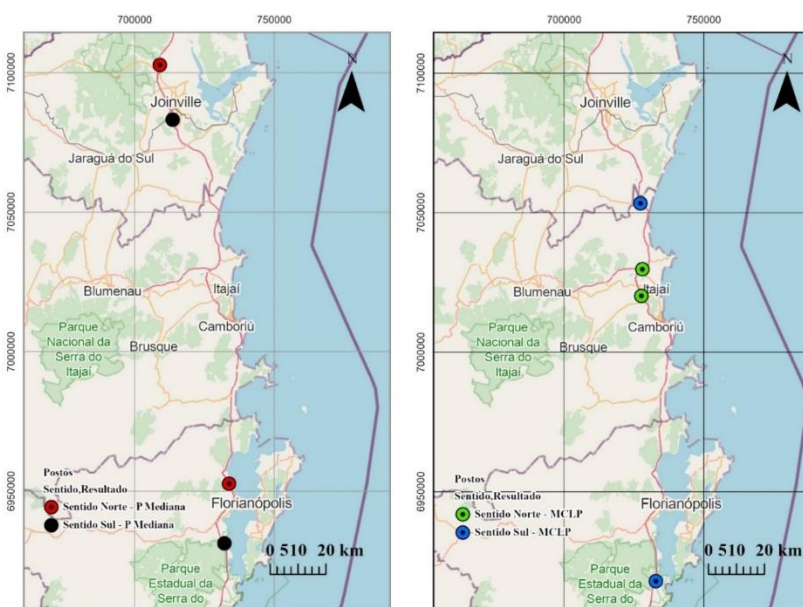 700000
750000
7100000
7050000
7000000
6950000
N
Joinville
Jaraguá do Sul
Blumenau
Itajaí
Camboriú
Brusque
Parque
Nacional da
Serra do
Itajaí
Florianópolis
Parque
Estadual da
Serra do
Postos
Sentido,Resultado
Sentido Norte - P Mediana
Sentido Sul - P Mediana
0 510 20 km
700000
750000
7100000
7050000
7000000
6950000
N
Joinville
Jaraguá do Sul
Blumenau
Itajaí
Camboriú
Brusque
Parque
Nacional da
Serra do
Itajaí
Florianópolis
Parque
Estadual da
Serra do
Postos
Sentido,Resultado
Sentido Norte - MCLP
Sentido Sul - MCLP
0 510 20 km